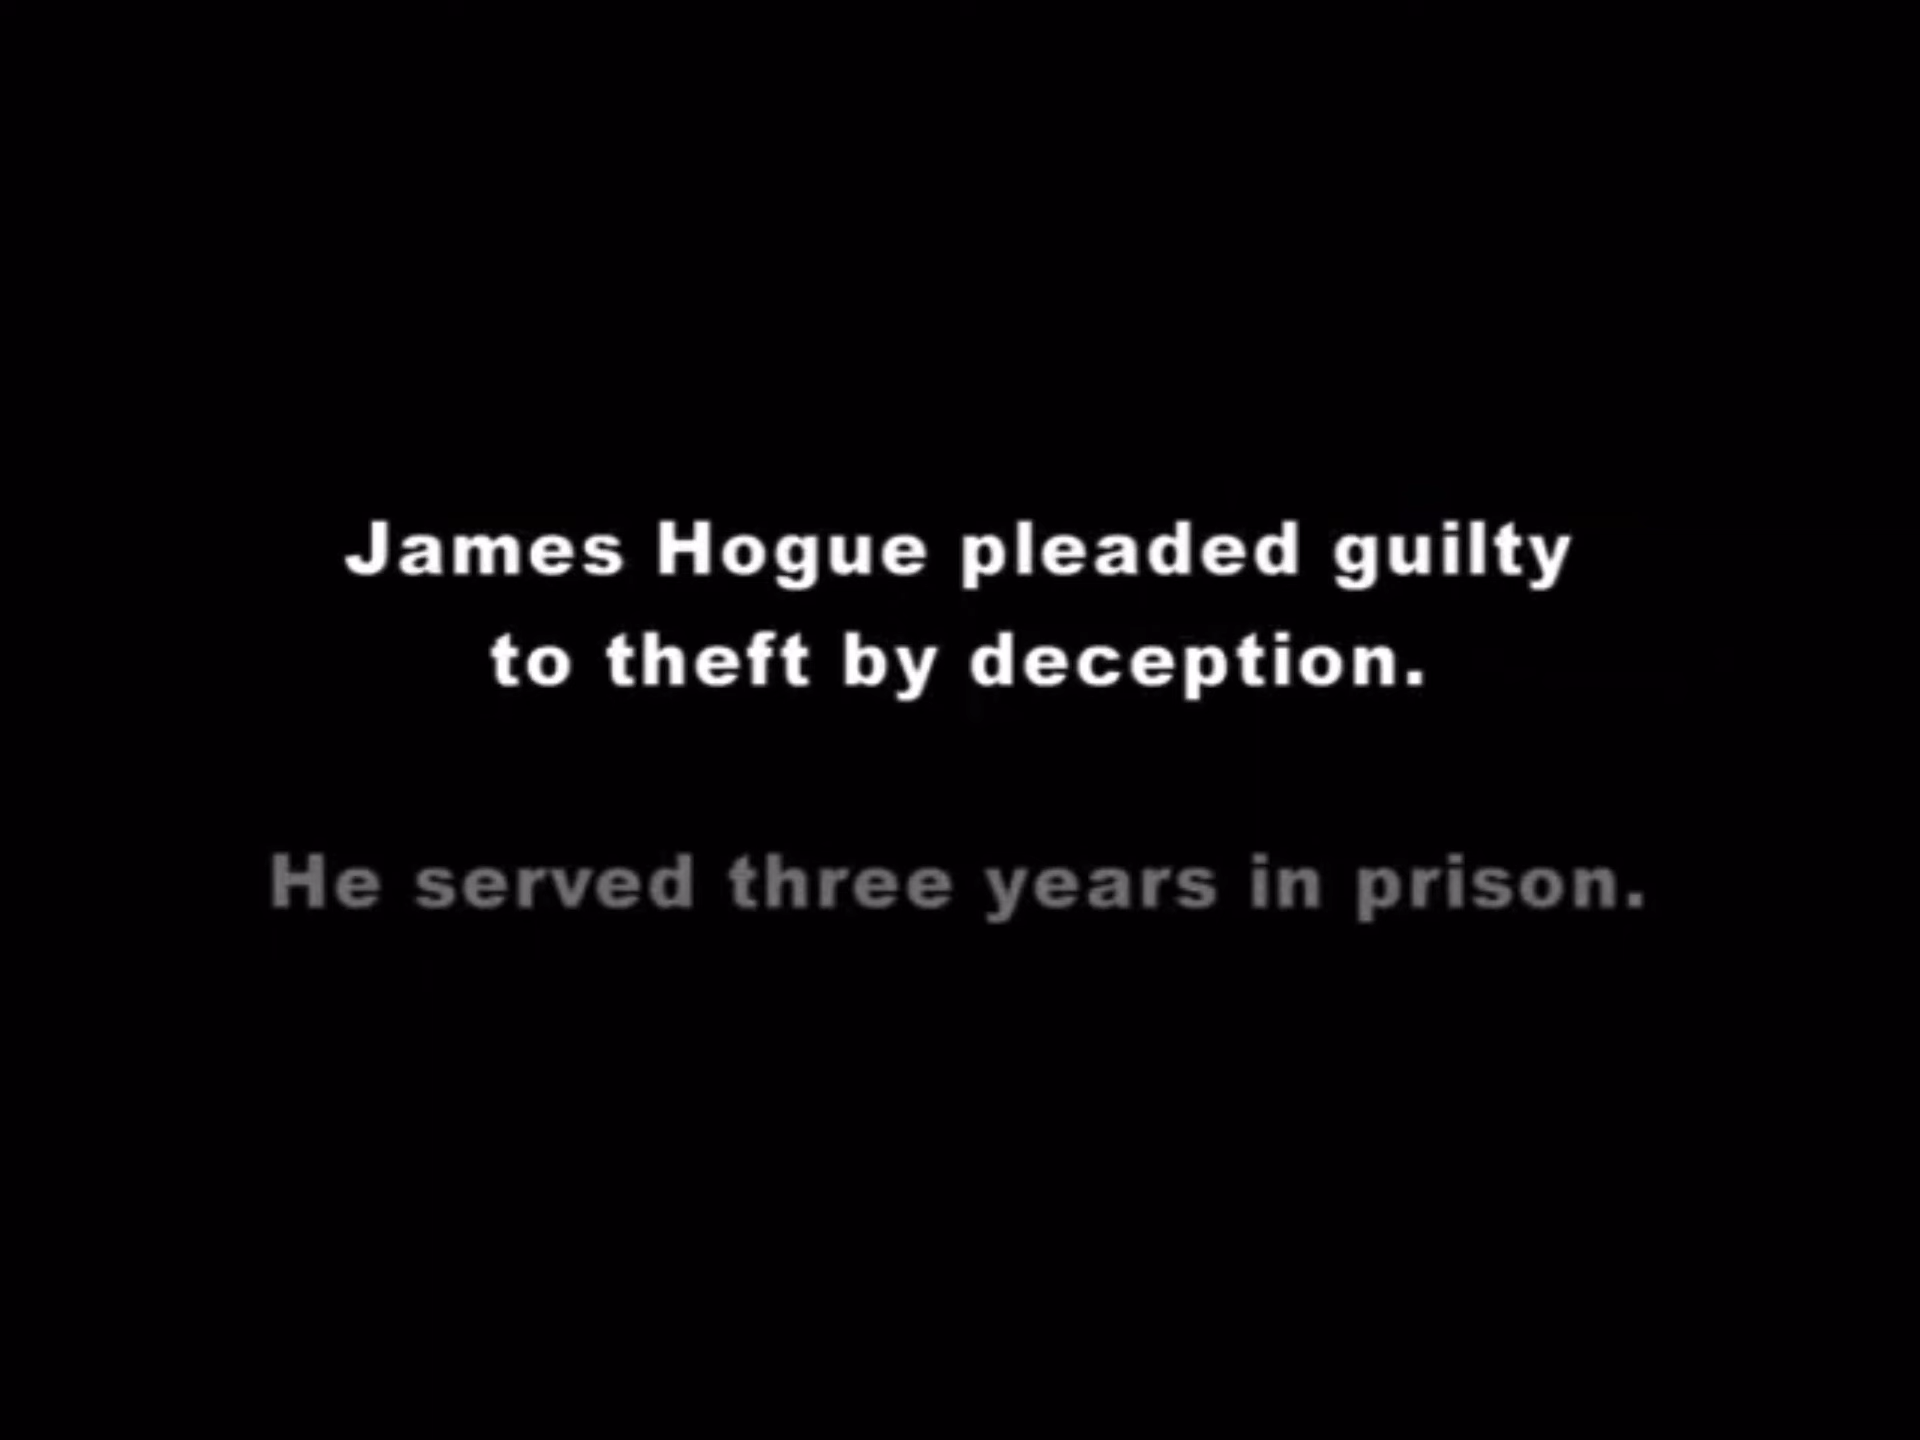 James Hogue pleaded guilty
to theft by deception.
He served three years in prison.